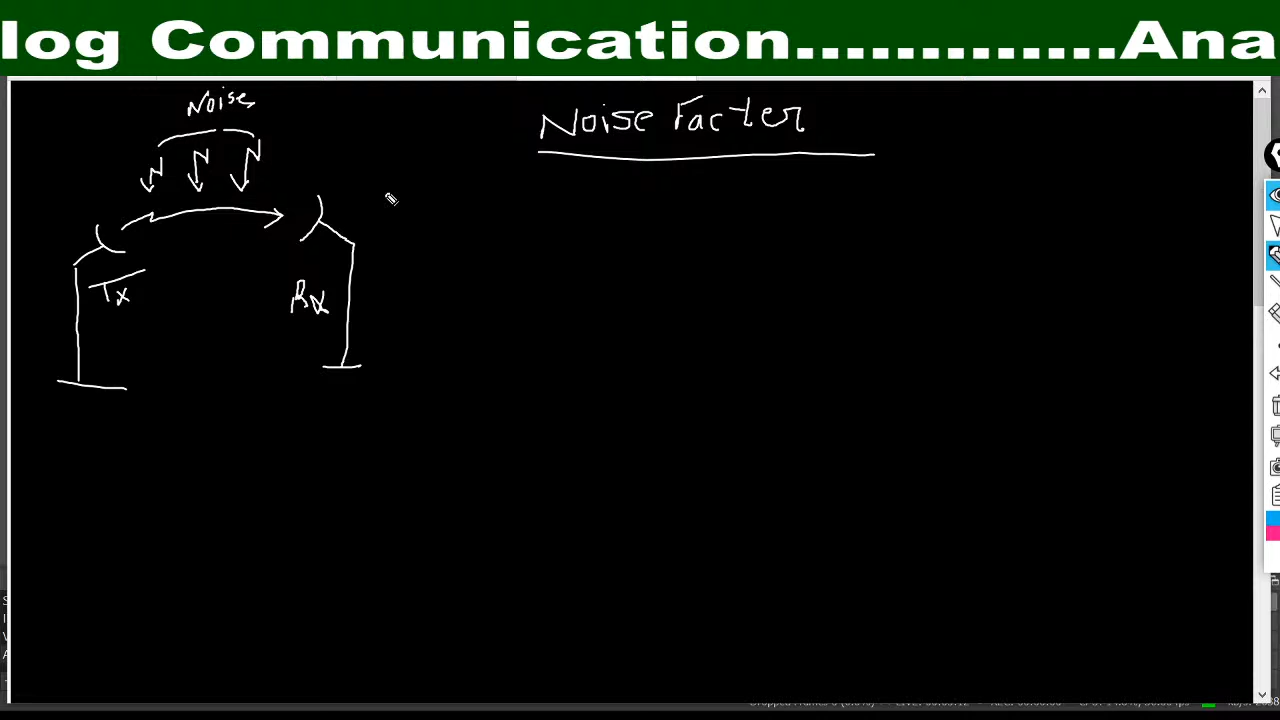 log Communication.............Ana
Noise
Noise Facter
Tx
Rx